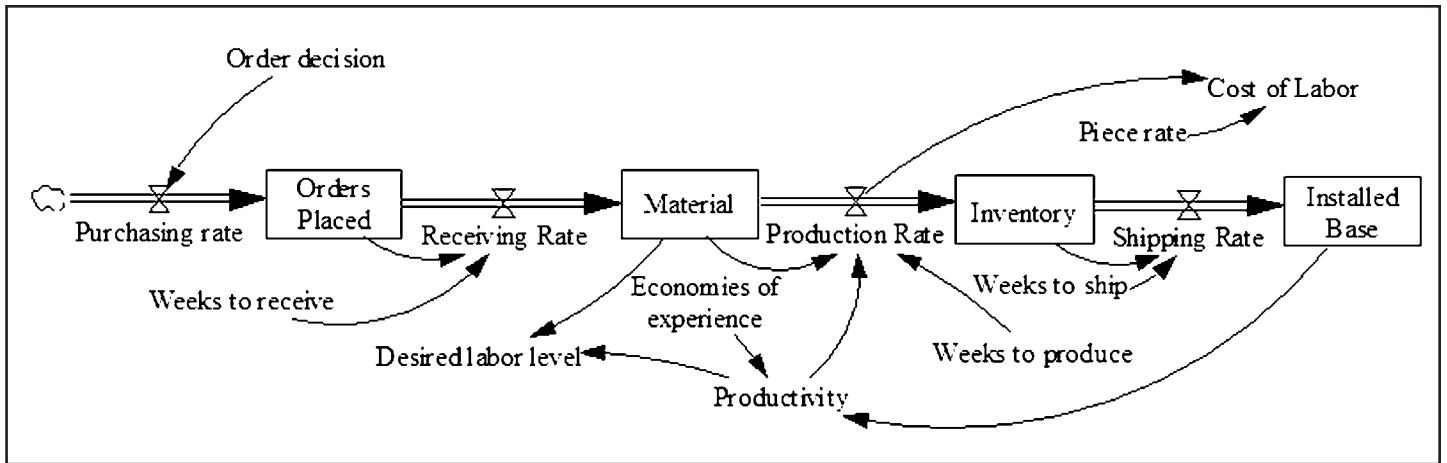 Order decision
Cost of Labor
Piece rate
Orders
Placed
Material
Inventory
Installed
Base
Purchasing rate
Receiving Rate
Production Rate
Shipping Rate
Weeks to receive
Economies of
experience
Weeks to ship
Desired labor level
Weeks to produce
Productivity